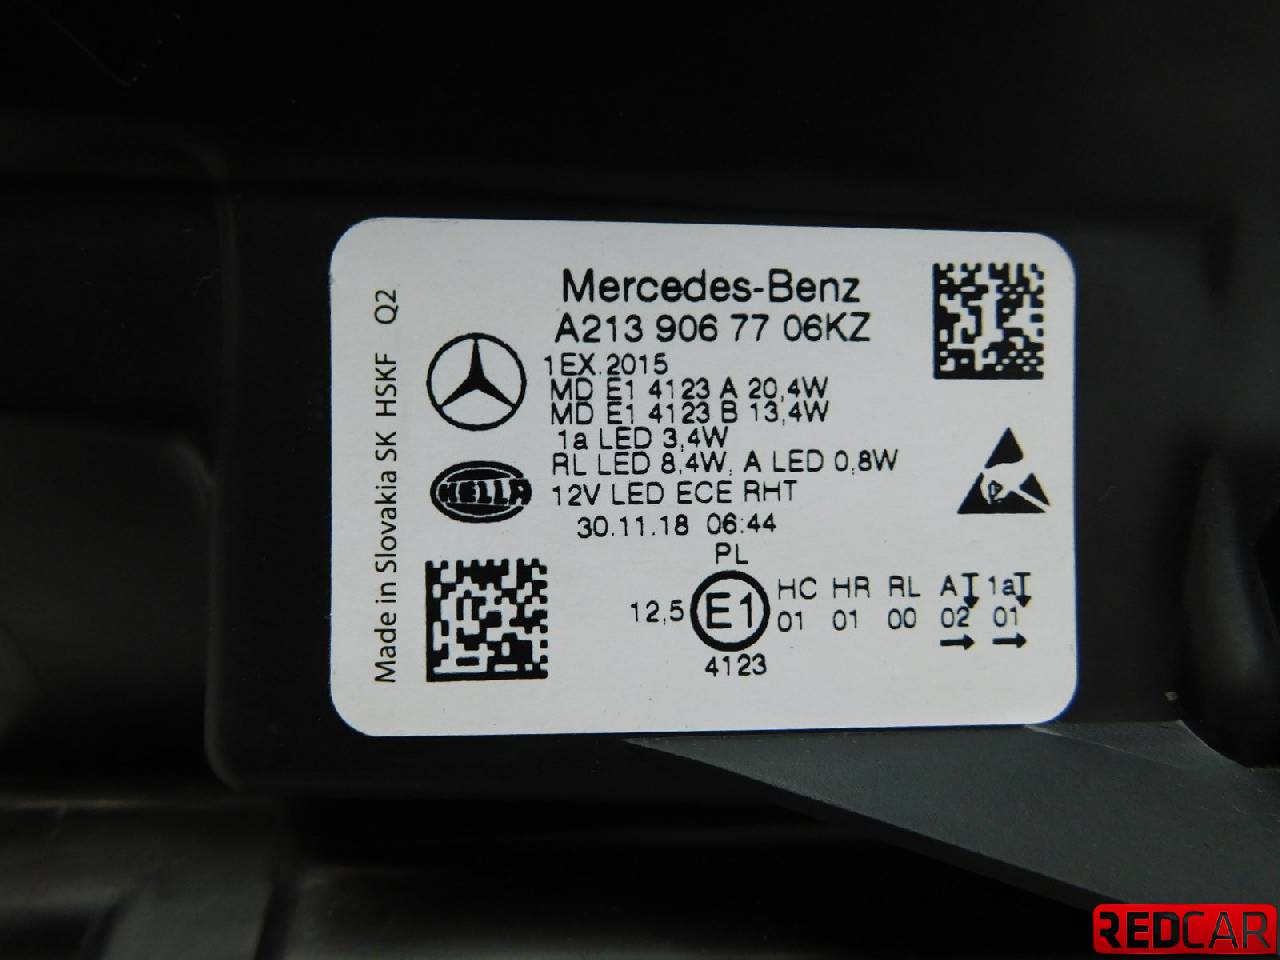 Mercedes-Benz
A213 906 77 06KZ
1EX.2015
MD E1 4123 A 20,4W
MD E1 4123 B 13,4W
1a LED 3,4W
RL LED 8,4W, A LED 0,8W
12V LED ECE RHT
30.11.18 06:44
PL
HC HR RL A 1a
12,5 E1 01 01 00 02 01
4123
HELLA
Made in Slovakia SK HSKF Q2
REDCAR